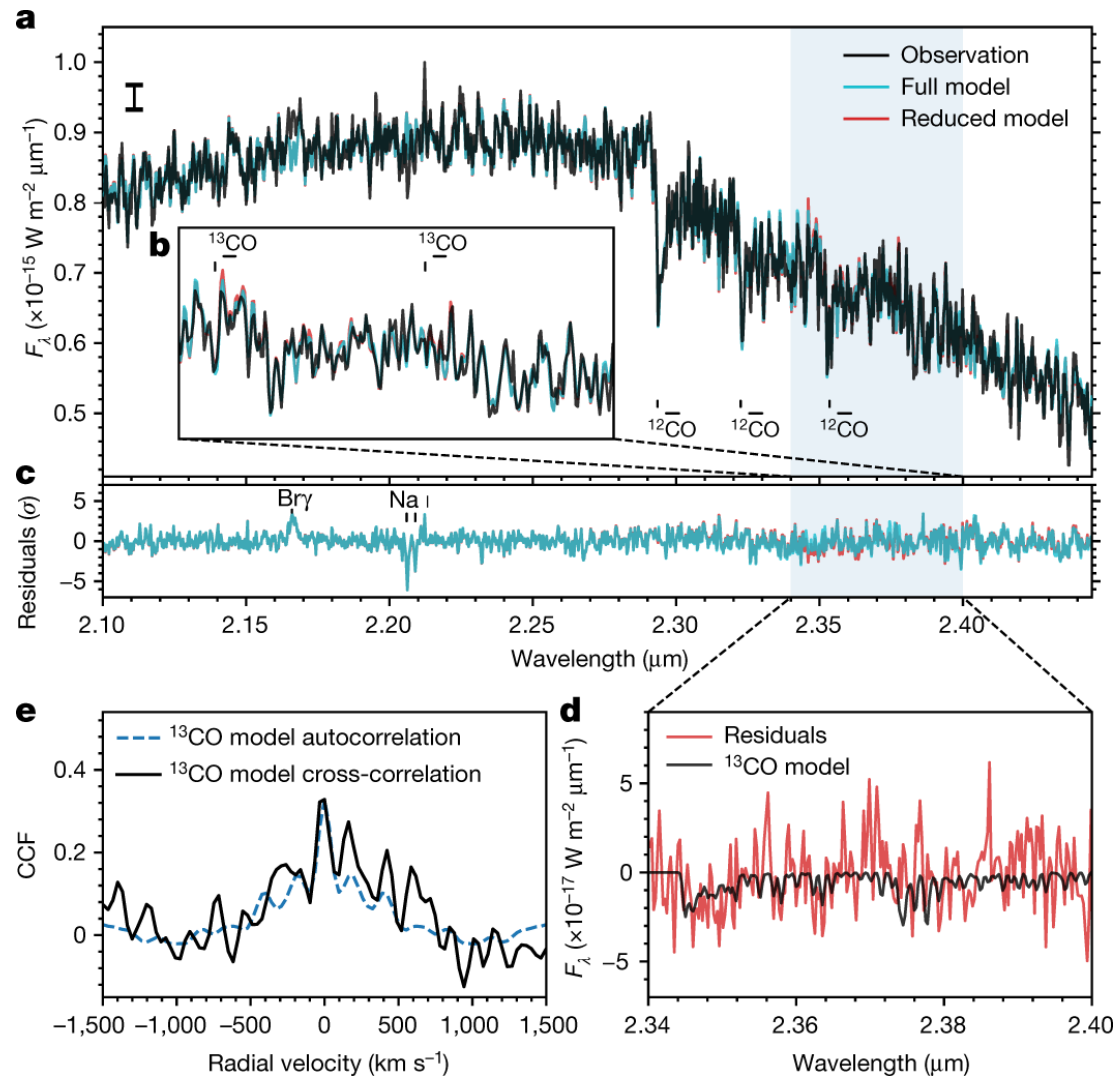 a
1.0
0.9
0.8
0.7
0.6
0.5
Fλ (×10⁻¹⁵ W m⁻² μm⁻¹)
Observation
Full model
Reduced model
b
¹³CO
¹³CO
¹²CO
¹²CO
¹²CO
c
5
0
−5
Residuals (σ)
Brγ
Na I
2.10
2.15
2.20
2.25
2.30
2.35
2.40
Wavelength (μm)
e
¹³CO model autocorrelation
¹³CO model cross-correlation
0.4
0.2
0
CCF
−1,500
−1,000
−500
0
500
1,000
1,500
Radial velocity (km s⁻¹)
d
Residuals
¹³CO model
5
0
−5
Fλ (×10⁻¹⁷ W m⁻² μm⁻¹)
2.34
2.36
2.38
2.40
Wavelength (μm)